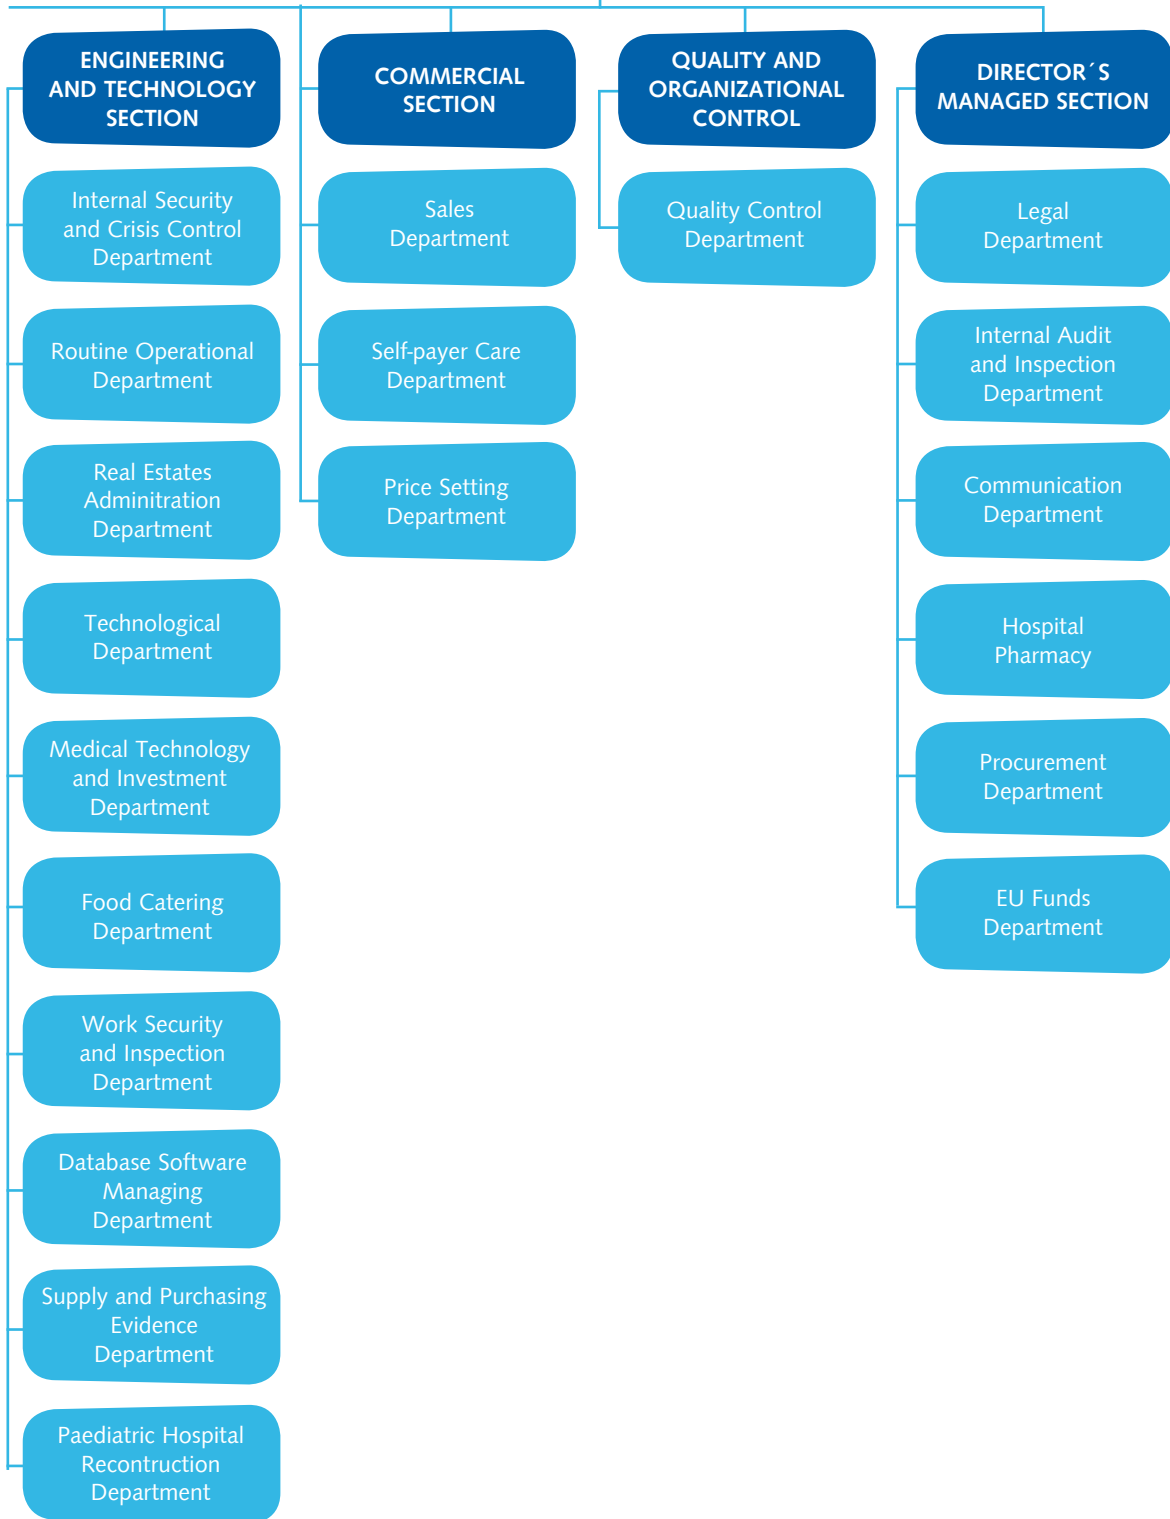 ENGINEERING
AND TECHNOLOGY
SECTION
Internal Security
and Crisis Control
Department
Routine Operational
Department
Real Estates
Adminitration
Department
Technological
Department
Medical Technology
and Investment
Department
Food Catering
Department
Work Security
and Inspection
Department
Database Software
Managing
Department
Supply and Purchasing
Evidence
Department
Paediatric Hospital
Recontruction
Department
COMMERCIAL
SECTION
Sales
Department
Self-payer Care
Department
Price Setting
Department
QUALITY AND
ORGANIZATIONAL
CONTROL
Quality Control
Department
DIRECTOR´S
MANAGED SECTION
Legal
Department
Internal Audit
and Inspection
Department
Communication
Department
Hospital
Pharmacy
Procurement
Department
EU Funds
Department